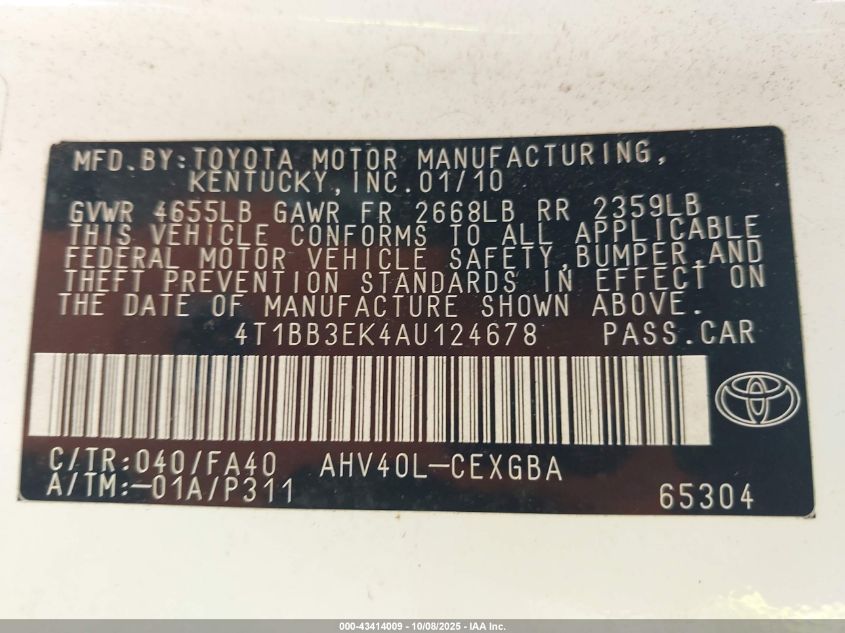 MFD.BY:TOYOTA MOTOR MANUFACTURING,
KENTUCKY,INC.01/10
GVWR 4655LB GAWR FR 2668LB RR 2359LB
THIS VEHICLE CONFORMS TO ALL APPLICABLE
FEDERAL MOTOR VEHICLE SAFETY,BUMPER,AND
THEFT PREVENTION STANDARDS IN EFFECT ON
THE DATE OF MANUFACTURE SHOWN ABOVE.
4T1BB3EK4AU124678 PASS.CAR
C/TR:040/FA40 AHV40L-CEXGBA
A/TM:-01A/P311 65304
000-43414009 - 10/08/2025 - IAA Inc.